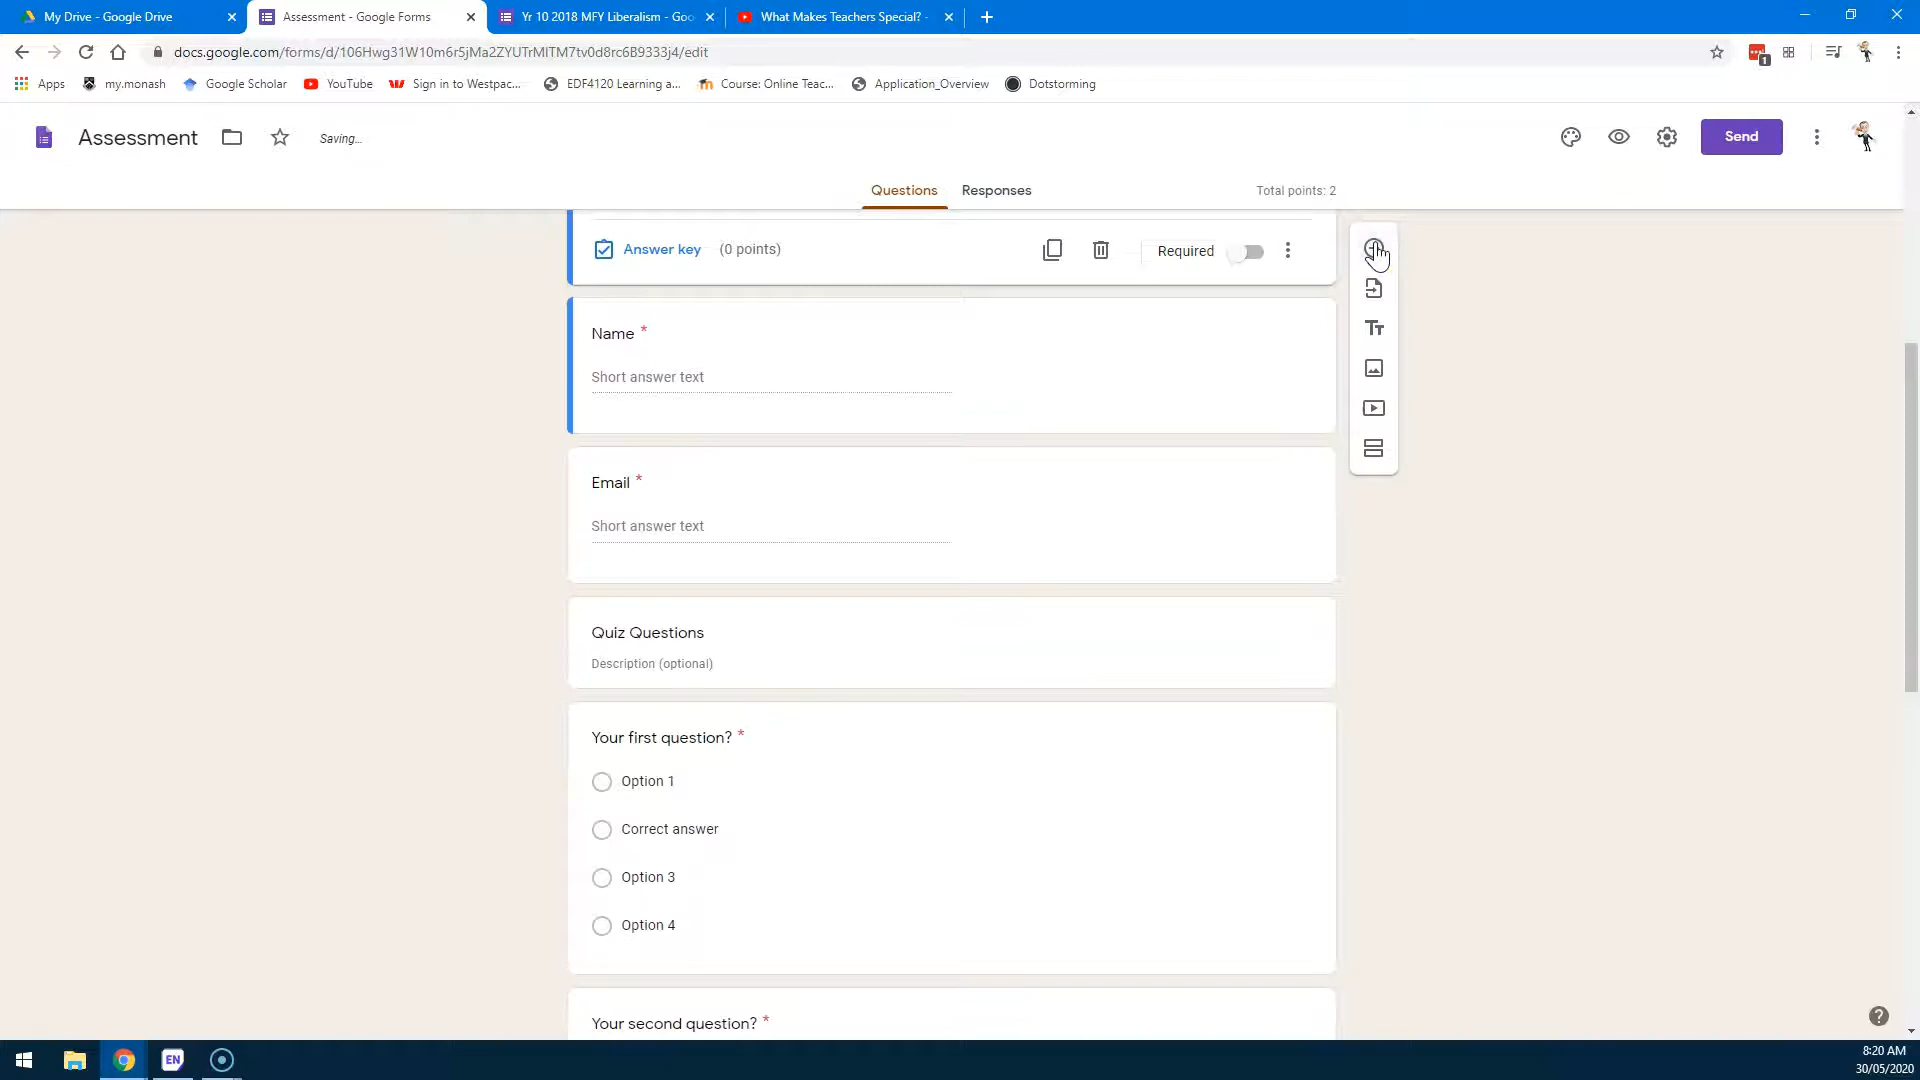 My Drive - Google Drive
Assessment - Google Forms
Yr 10 2018 MFY Liberalism - Goo
What Makes Teachers Special? -
docs.google.com/forms/d/106Hwg31W10m6r5jMa2ZYUTrMITM7tv0d8rc6B9333j4/edit
1
Apps
my.monash
Google Scholar
YouTube
Sign in to Westpac...
EDF4120 Learning a...
Course: Online Teac...
Application_Overview
Dotstorming
Assessment
Saving...
Send
Questions
Responses
Total points: 2
Answer key
(0 points)
Required
Name *
Short answer text
Email *
Short answer text
Quiz Questions
Description (optional)
Your first question? *
Option 1
Correct answer
Option 3
Option 4
Your second question? *
EN
8:20 AM
30/05/2020